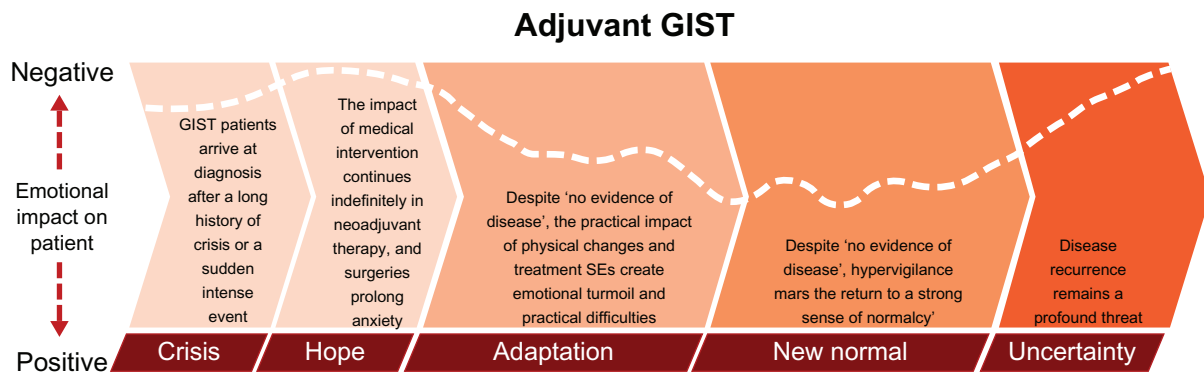 Adjuvant GIST
Negative
Emotional
impact on
patient
Positive
GIST patients
arrive at
diagnosis
after a long
history of
crisis or a
sudden
intense
event
The impact
of medical
intervention
continues
indefinitely in
neoadjuvant
therapy, and
surgeries
prolong
anxiety
Despite ‘no evidence of
disease’, the practical impact
of physical changes and
treatment SEs create
emotional turmoil and
practical difficulties
Despite ‘no evidence of
disease’, hypervigilance
mars the return to a strong
sense of normalcy’
Disease
recurrence
remains a
profound threat
Crisis
Hope
Adaptation
New normal
Uncertainty